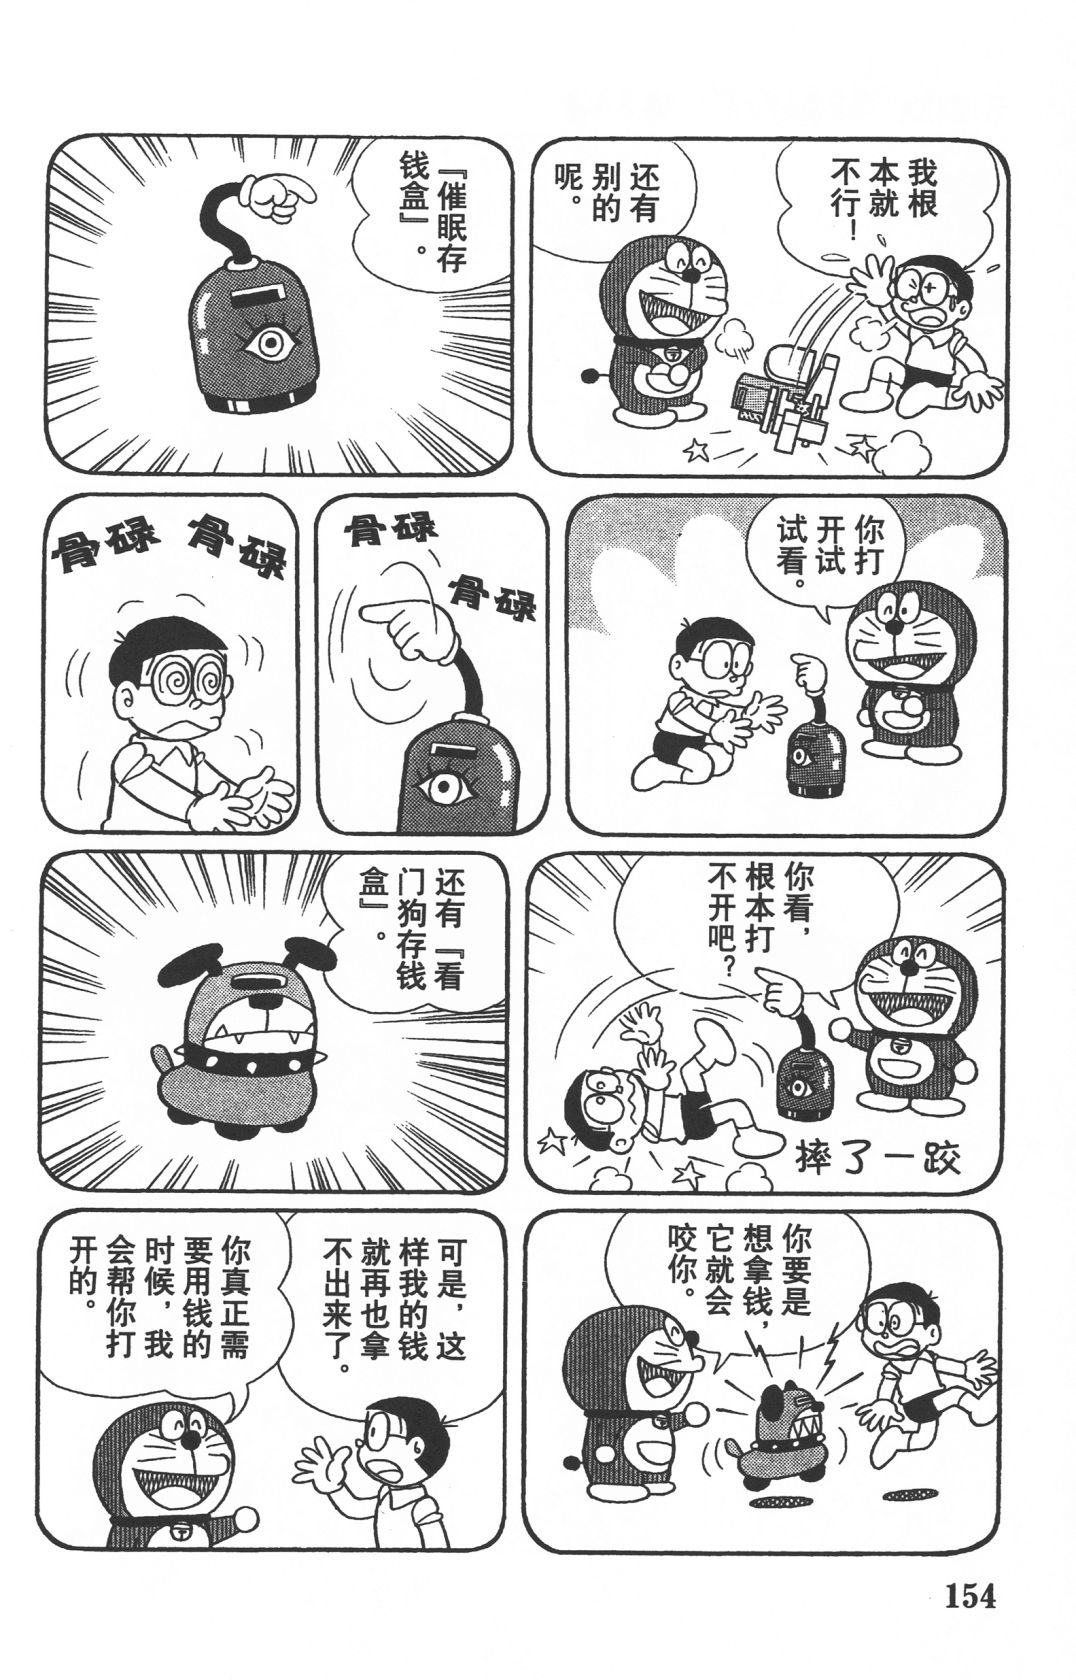 我根
本就
不行！
还有
别的
呢。
『催眠存
钱盒』。
你打
开试
试看。
骨碌
骨碌
骨碌
骨碌
你看，
根本打
不开吧？
摔了一跤
还有『看
门狗存钱
盒』。
你要是
想拿钱，
它就会
咬你。
可是，这
样我的钱
就再也拿
不出来了。
你真正需
要用钱的
时候，我
会帮你打
开的。
154